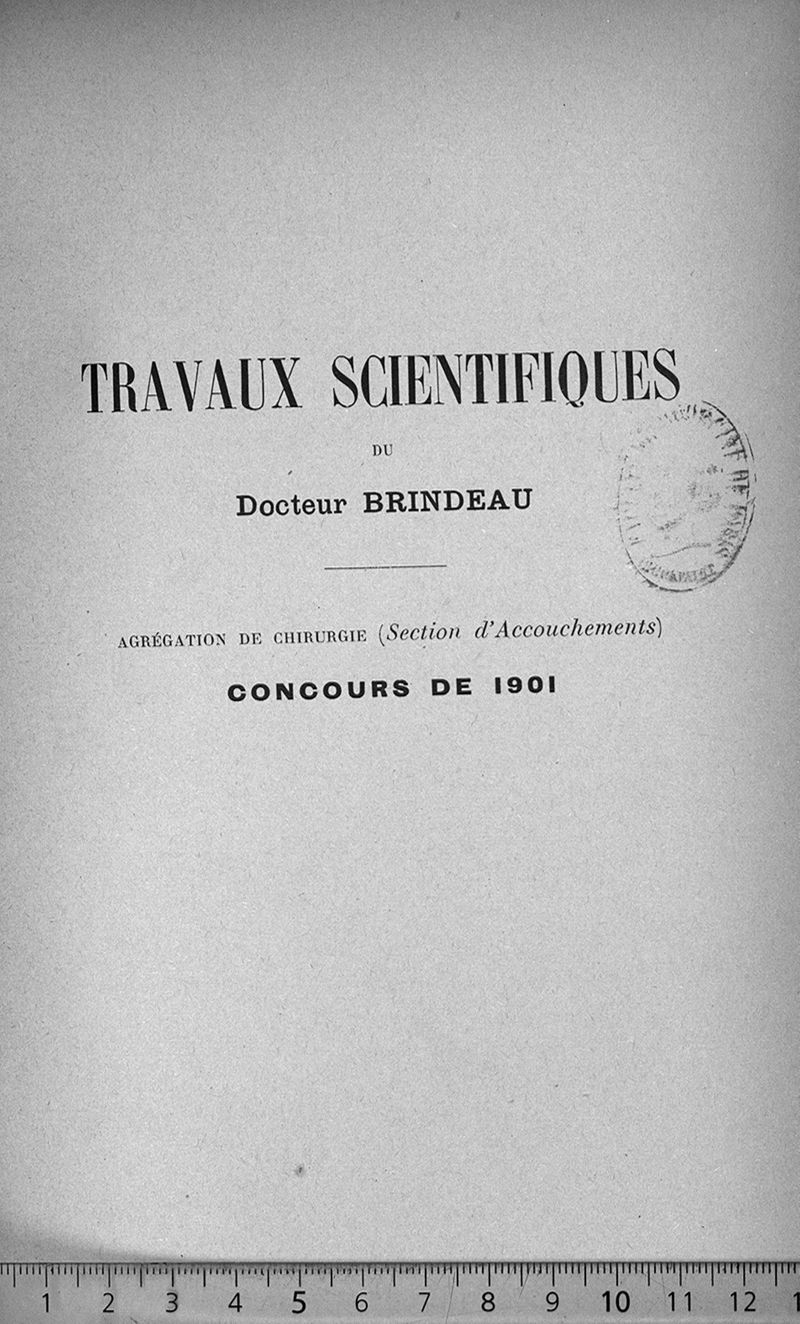 TRAVAUX SCIENTIFIQUES
DU
Docteur BRINDEAU
AGRÉGATION DE CHIRURGIE (Section d'Accouchements)
CONCOURS DE 1901
1 2 3 4 5 6 7 8 9 10 11 12